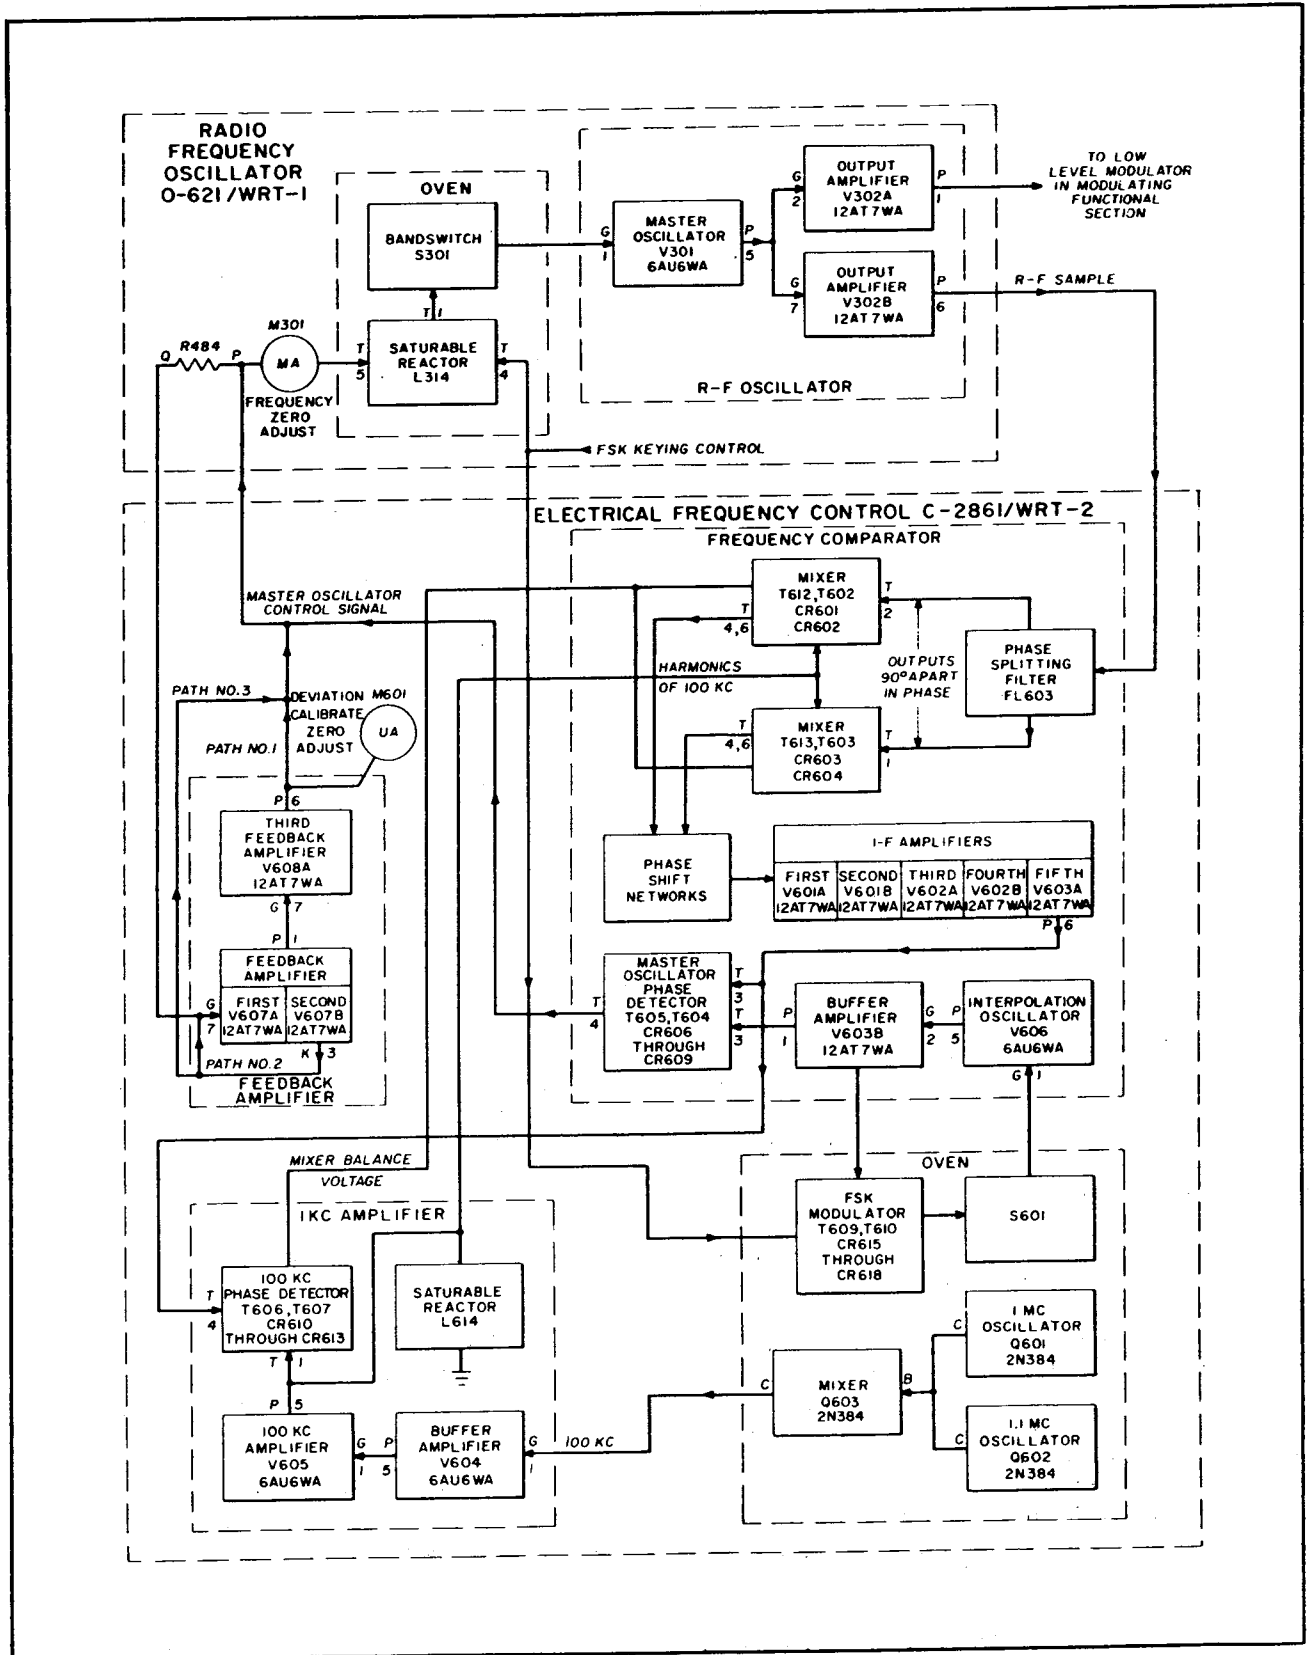 RADIO
FREQUENCY
OSCILLATOR
O-621/WRT-1
OVEN
BANDSWITCH
S301
T 1
SATURABLE
REACTOR
L314
T
5
T
4
M301
MA
FREQUENCY
ZERO
ADJUST
Q
R484
P
G
1
MASTER
OSCILLATOR
V301
6AU6WA
P
5
G
2
OUTPUT
AMPLIFIER
V302A
12AT7WA
P
1
G
7
OUTPUT
AMPLIFIER
V302B
12AT7WA
P
6
R-F OSCILLATOR
TO LOW
LEVEL MODULATOR
IN MODULATING
FUNCTIONAL
SECTION
R-F SAMPLE
FSK KEYING CONTROL
ELECTRICAL FREQUENCY CONTROL C-2861/WRT-2
FREQUENCY COMPARATOR
MIXER
T612,T602
CR601
CR602
T
2
T
4,6
MASTER OSCILLATOR
CONTROL SIGNAL
HARMONICS
OF 100 KC
OUTPUTS
90° APART
IN PHASE
PHASE
SPLITTING
FILTER
FL603
MIXER
T613,T603
CR603
CR604
T
4,6
T
1
PATH NO.3
DEVIATION
CALIBRATE
ZERO
ADJUST
M601
UA
PATH NO.1
P 6
THIRD
FEEDBACK
AMPLIFIER
V608A
12AT7WA
G 7
P 1
FEEDBACK
AMPLIFIER
FIRST
V607A
12AT7WA
SECOND
V607B
12AT7WA
G
7
K 3
PATH NO.2
FEEDBACK
AMPLIFIER
PHASE
SHIFT
NETWORKS
I-F AMPLIFIERS
FIRST
V601A
12AT7WA
SECOND
V601B
12AT7WA
THIRD
V602A
12AT7WA
FOURTH
V602B
12AT7WA
FIFTH
V603A
12AT7WA
P 6
MASTER
OSCILLATOR
PHASE
DETECTOR
T605,T604
CR606
THROUGH
CR609
T
4
T
3
T
3
BUFFER
AMPLIFIER
V603B
12AT7WA
P
1
G
2
INTERPOLATION
OSCILLATOR
V606
6AU6WA
P
5
G 1
MIXER BALANCE
VOLTAGE
1KC AMPLIFIER
100 KC
PHASE DETECTOR
T606,T607
CR610
THROUGH CR613
T
4
T 1
SATURABLE
REACTOR
L614
P 5
100 KC
AMPLIFIER
V605
6AU6WA
G
1
P
5
BUFFER
AMPLIFIER
V604
6AU6WA
G
1
100 KC
OVEN
FSK
MODULATOR
T609,T610
CR615
THROUGH
CR618
S601
MIXER
Q603
2N384
C
B
C
1 MC
OSCILLATOR
Q601
2N384
C
1.1 MC
OSCILLATOR
Q602
2N384